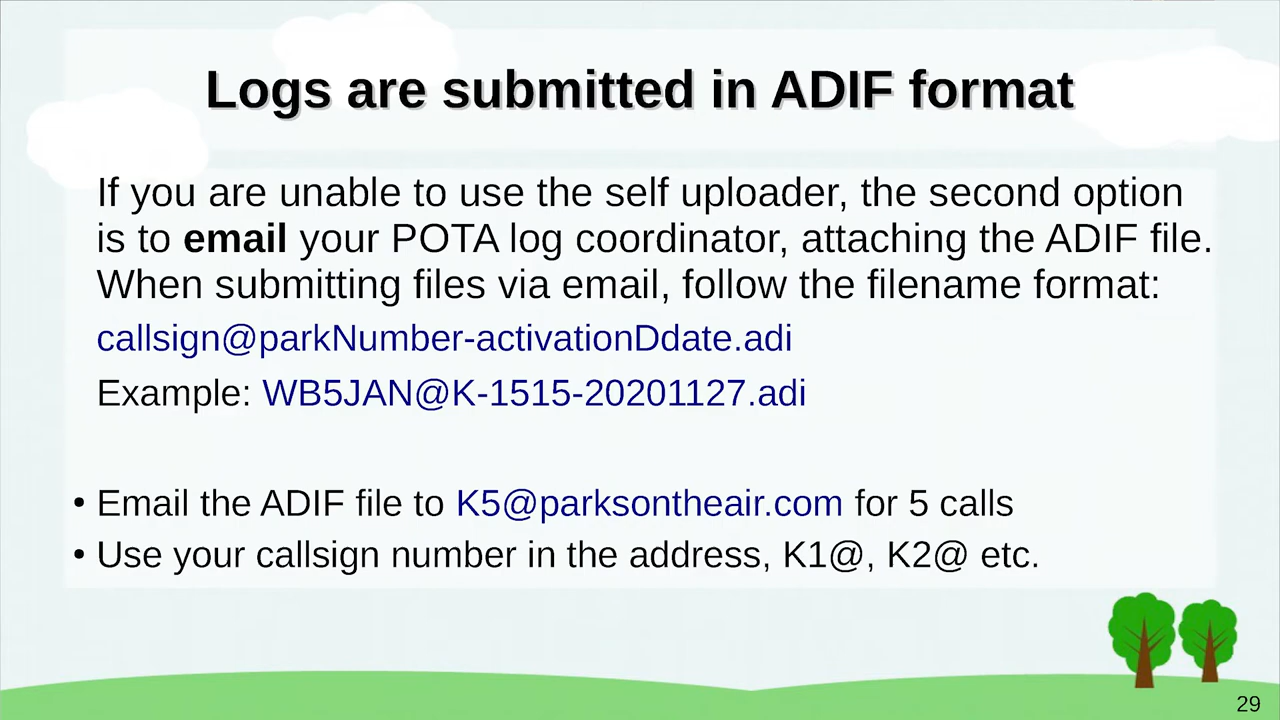 Logs are submitted in ADIF format
If you are unable to use the self uploader, the second option
is to email your POTA log coordinator, attaching the ADIF file.
When submitting files via email, follow the filename format:
callsign@parkNumber-activationDdate.adi
Example: WB5JAN@K-1515-20201127.adi
• Email the ADIF file to K5@parksontheair.com for 5 calls
• Use your callsign number in the address, K1@, K2@ etc.
29